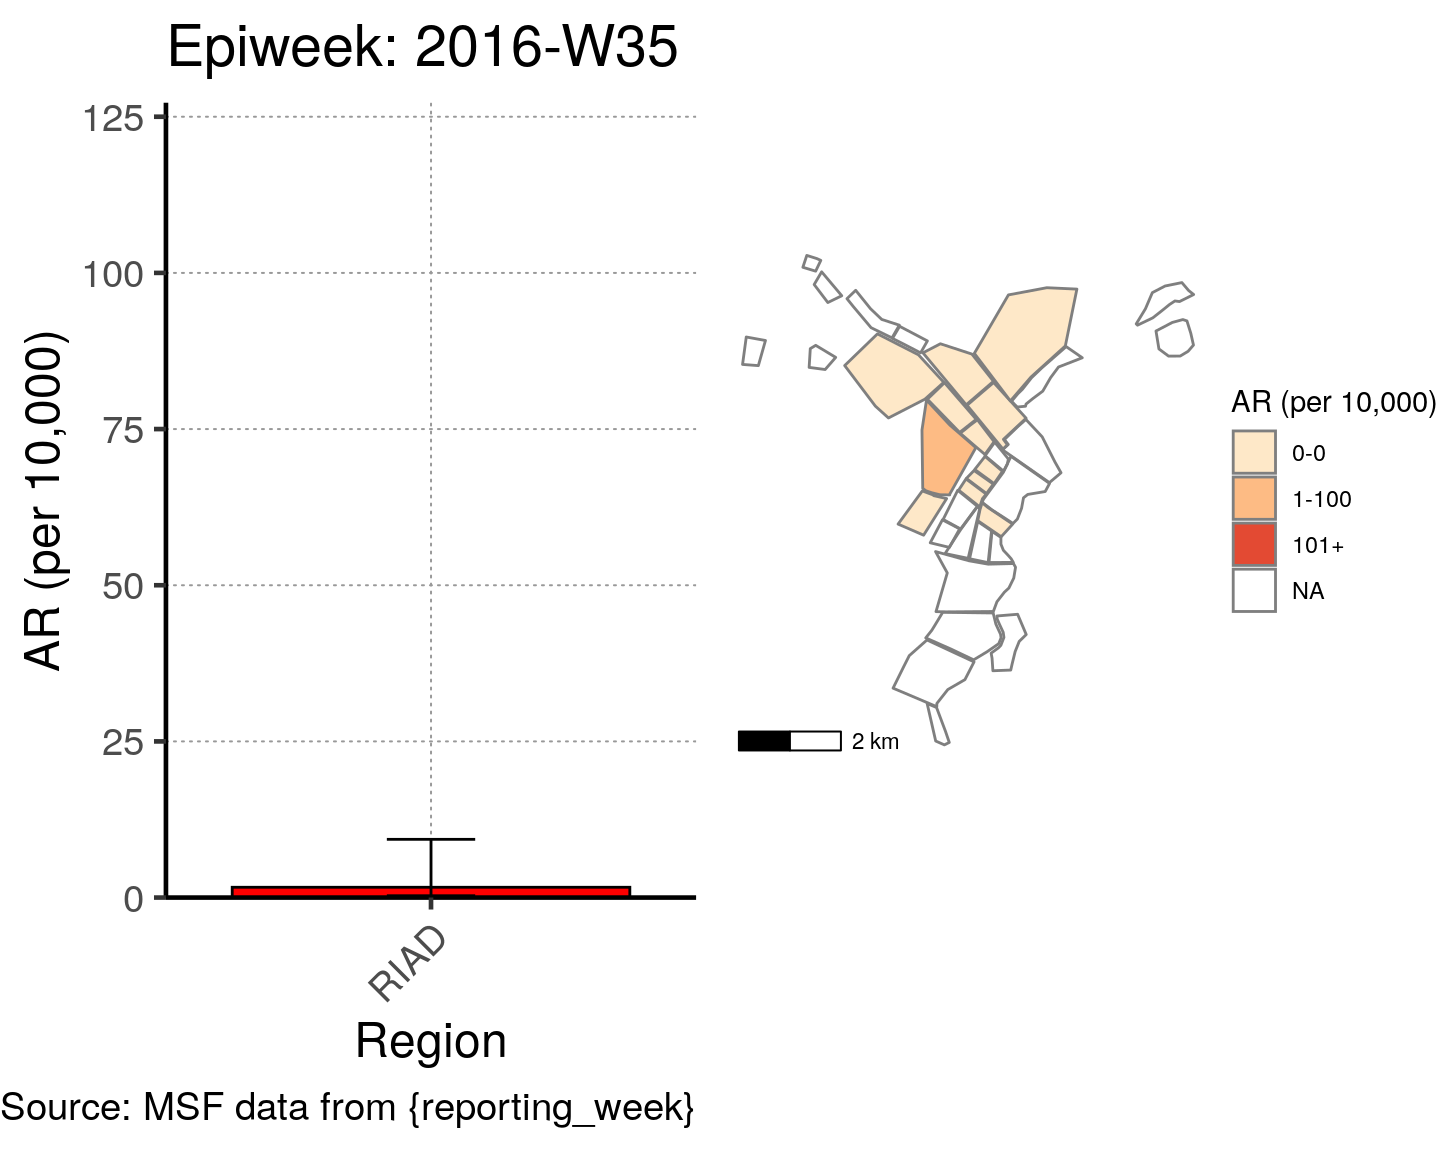 Epiweek: 2016-W35
AR (per 10,000)
125
100
75
50
25
0
RIAD
Region
Source: MSF data from {reporting_week}
2 km
AR (per 10,000)
0-0
1-100
101+
NA